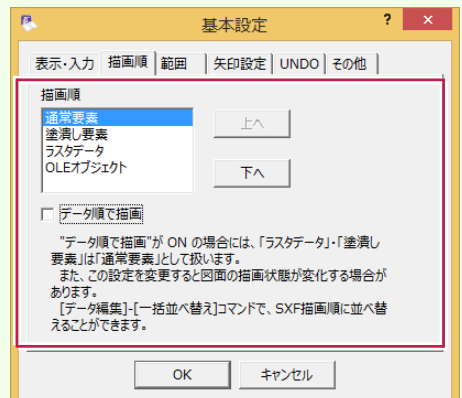 基本設定
? ×
表示・入力 描画順 範囲 矢印設定 UNDO その他
描画順
通常要素
塗潰し要素
ラスタデータ
OLEオブジェクト
上へ
下へ
データ順で描画
"データ順で描画"が ON の場合には、「ラスタデータ」・「塗潰し
要素」は「通常要素」として扱います。
また、この設定を変更すると図面の描画状態が変化する場合が
あります。
[データ編集]-[一括並べ替え]コマンドで、SXF描画順に並べ替
えることができます。
OK キャンセル